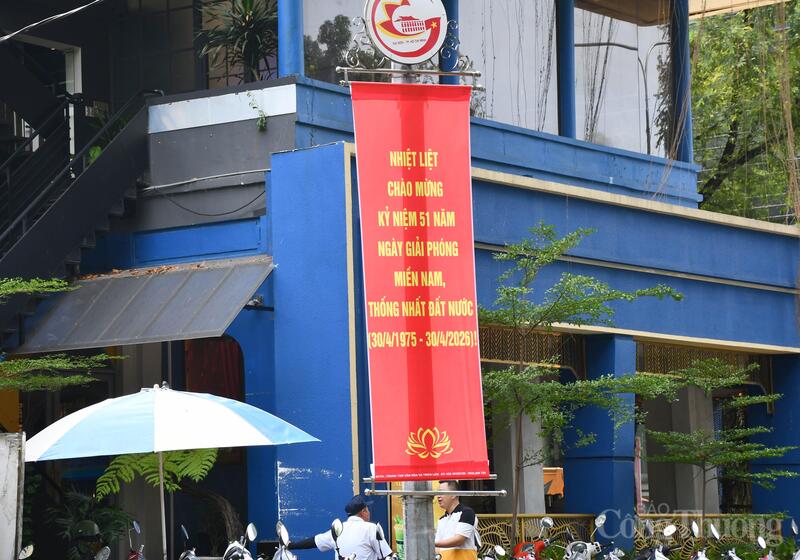 NHIỆT LIỆT
CHÀO MỪNG
KỶ NIỆM 51 NĂM
NGÀY GIẢI PHÓNG
MIỀN NAM,
THỐNG NHẤT ĐẤT NƯỚC
(30/4/1975 - 30/4/2026)!
BÁO
Công Thương